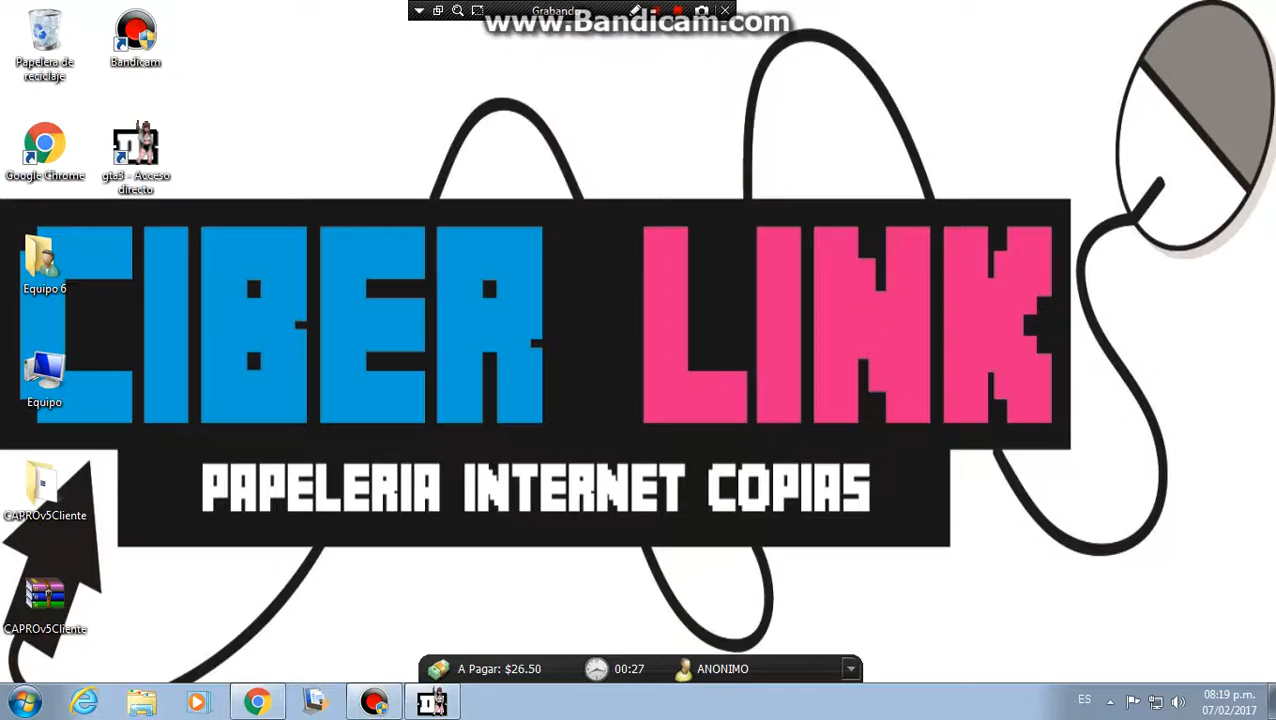 Grabando
www.Bandicam.com
Papelera de
reciclaje
Bandicam
Google Chrome
gta3 - Acceso
directo
Equipo 6
Equipo
CAPROv5Cliente
CAPROv5Cliente
CIBER LINK
PAPELERIA INTERNET COPIAS
A Pagar: $26.50
00:27
ANONIMO
ES
08:19 p.m.
07/02/2017